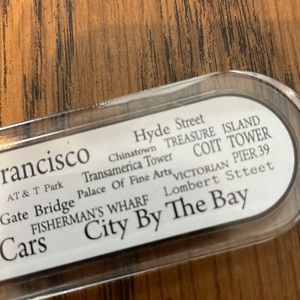 Hyde Street
rancisco Chinatown TREASURE ISLAND
AT & T Park Transamerica Tower COIT TOWER
Gate Bridge Palace Of Fine Arts VICTORIAN PIER 39
FISHERMAN'S WHARF Lombert Stteet
Cars City By The Bay